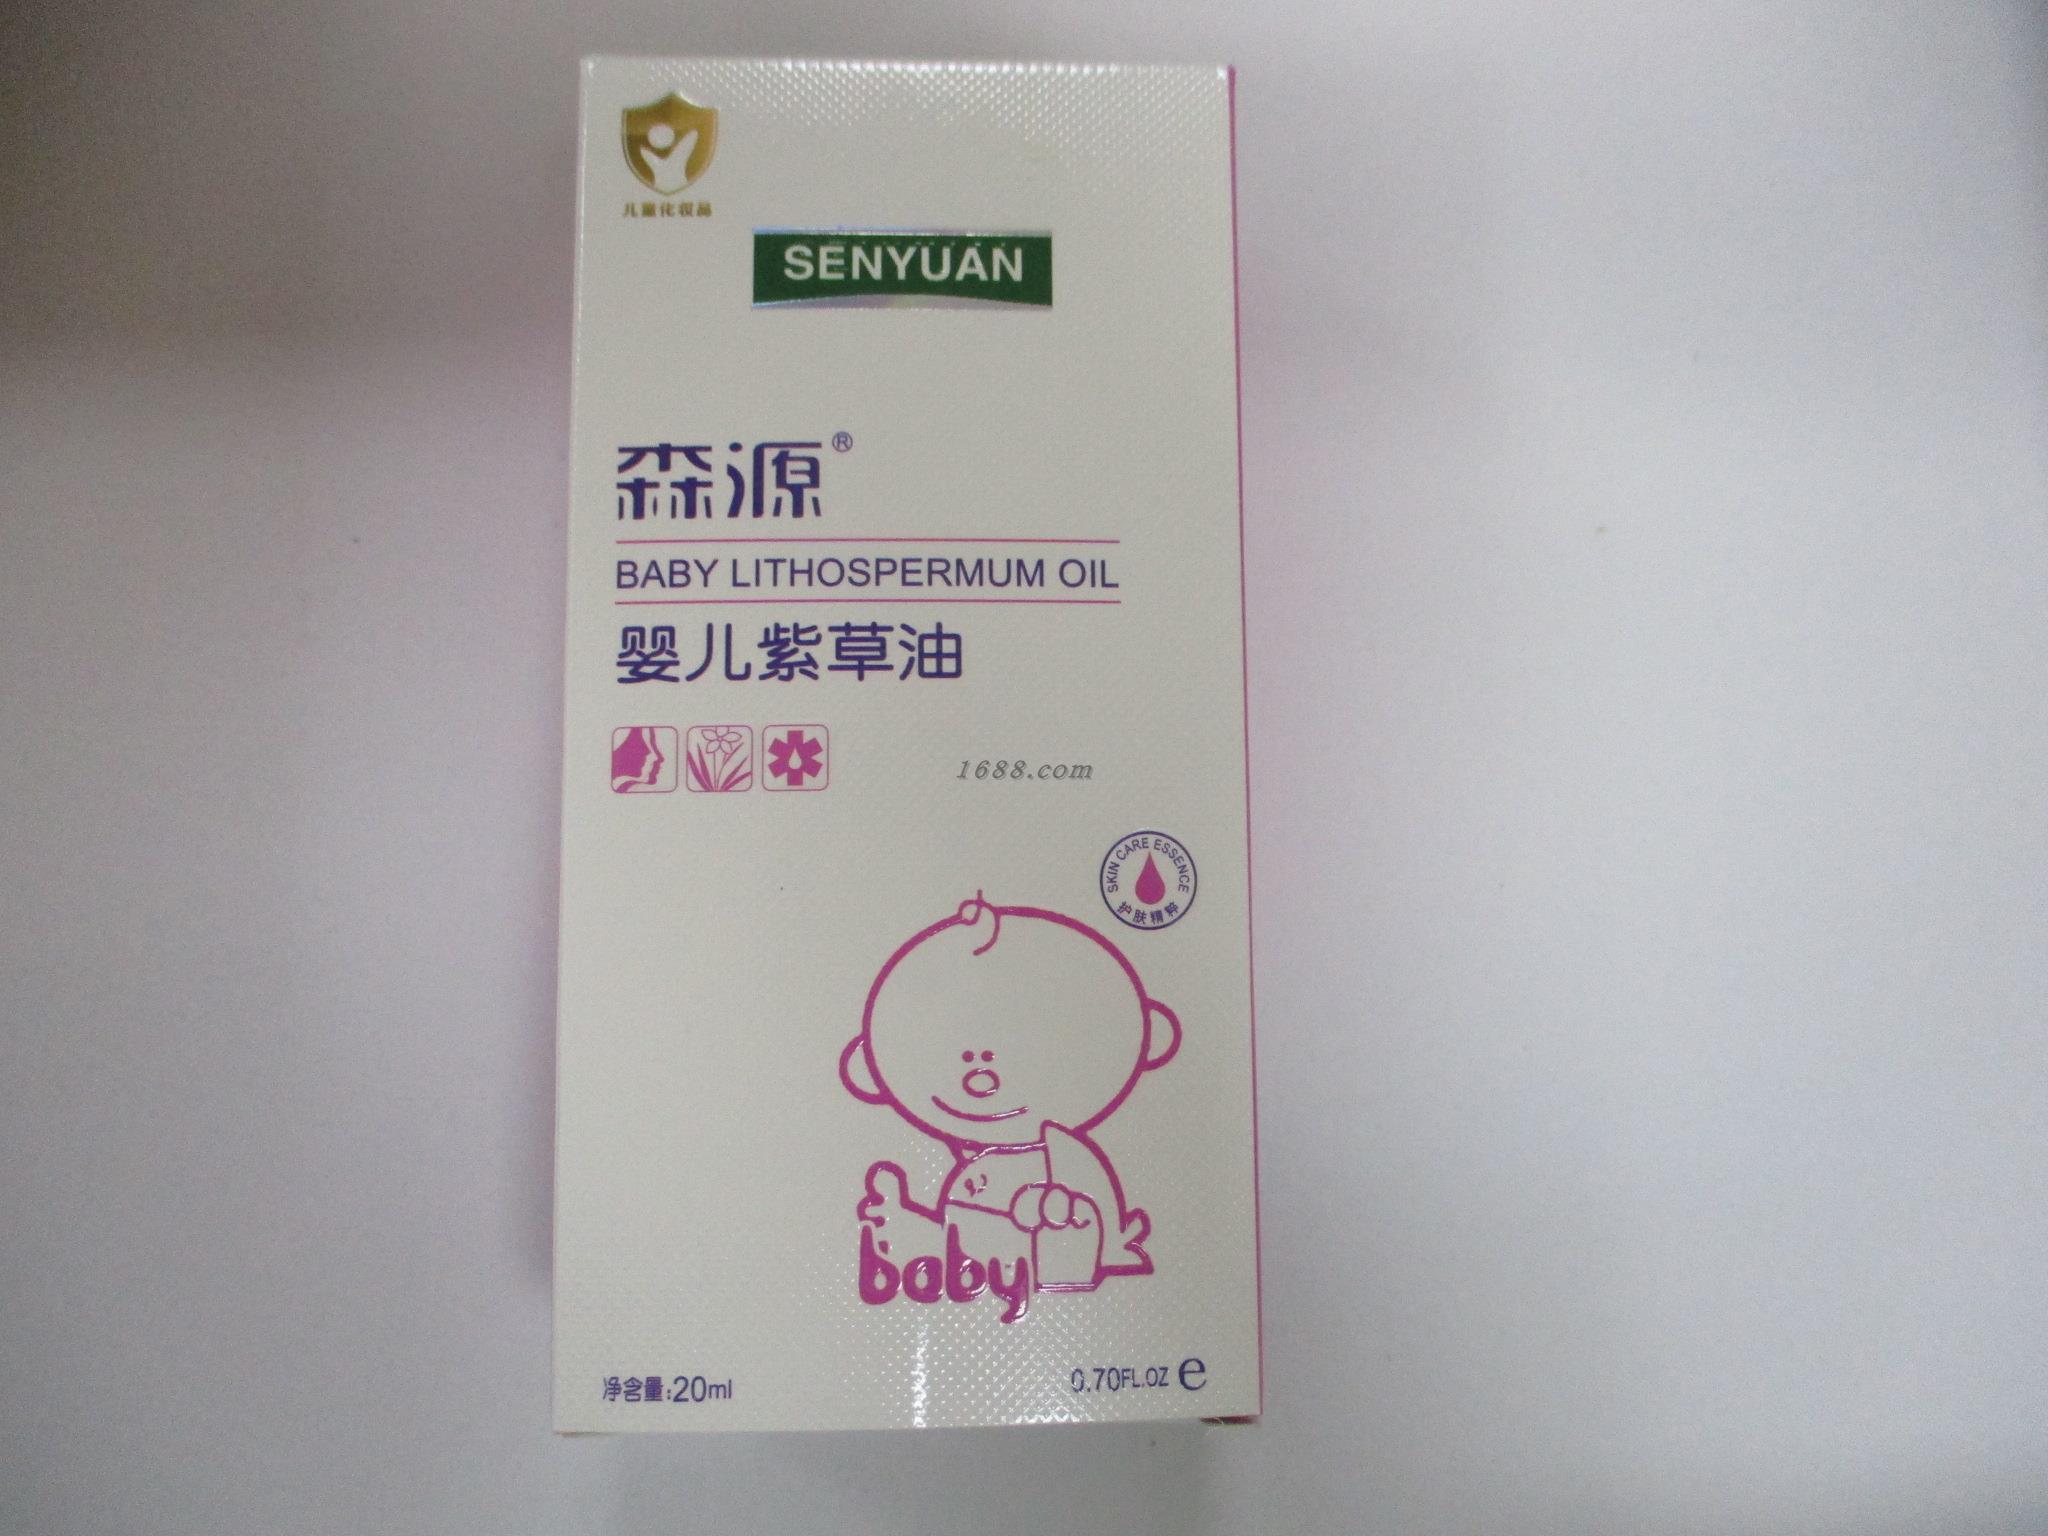 儿童化妆品
SENYUAN
森源®
BABY LITHOSPERMUM OIL
婴儿紫草油
1688.com
SKIN CARE ESSENCE
护肤精粹
baby
净含量:20ml
0.70FL.OZ e